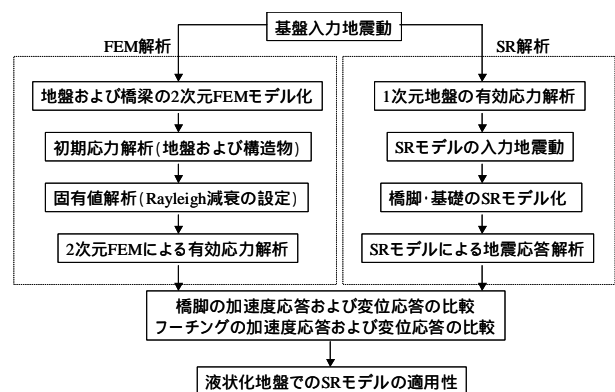 基盤入力地震動
FEM解析
SR解析
地盤および橋梁の2次元FEMモデル化
初期応力解析(地盤および構造物)
固有値解析(Rayleigh減衰の設定)
2次元FEMによる有効応力解析
1次元地盤の有効応力解析
SRモデルの入力地震動
橋脚･基礎のSRモデル化
SRモデルによる地震応答解析
橋脚の加速度応答および変位応答の比較
フーチングの加速度応答および変位応答の比較
液状化地盤でのSRモデルの適用性